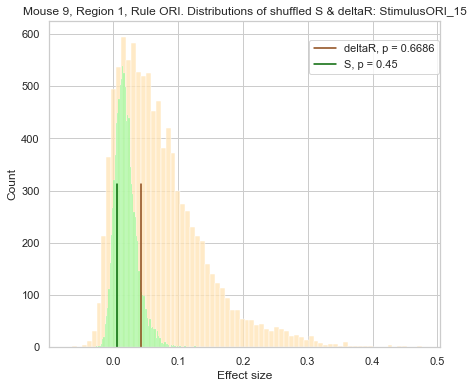 Mouse 9, Region 1, Rule ORI. Distributions of shuffled S & deltaR: StimulusORI_15
deltaR, p = 0.6686
S, p = 0.45
600
500
400
300
200
100
0
Count
0.0 0.1 0.2 0.3 0.4 0.5
Effect size